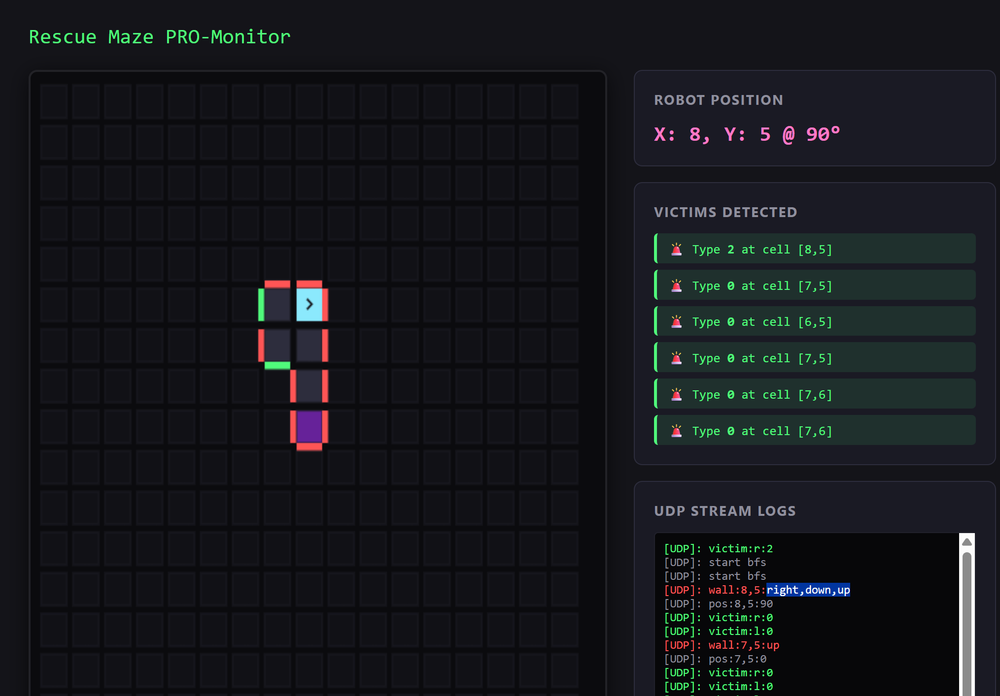 Rescue Maze PRO-Monitor
>
ROBOT POSITION
X: 8, Y: 5 @ 90°
VICTIMS DETECTED
Type 2 at cell [8,5]
Type 0 at cell [7,5]
Type 0 at cell [6,5]
Type 0 at cell [7,5]
Type 0 at cell [7,6]
Type 0 at cell [7,6]
UDP STREAM LOGS
[UDP]: victim:r:2
[UDP]: start bfs
[UDP]: start bfs
[UDP]: wall:8,5:right,down,up
[UDP]: pos:8,5:90
[UDP]: victim:r:0
[UDP]: victim:l:0
[UDP]: wall:7,5:up
[UDP]: pos:7,5:0
[UDP]: victim:r:0
[UDP]: victim:l:0